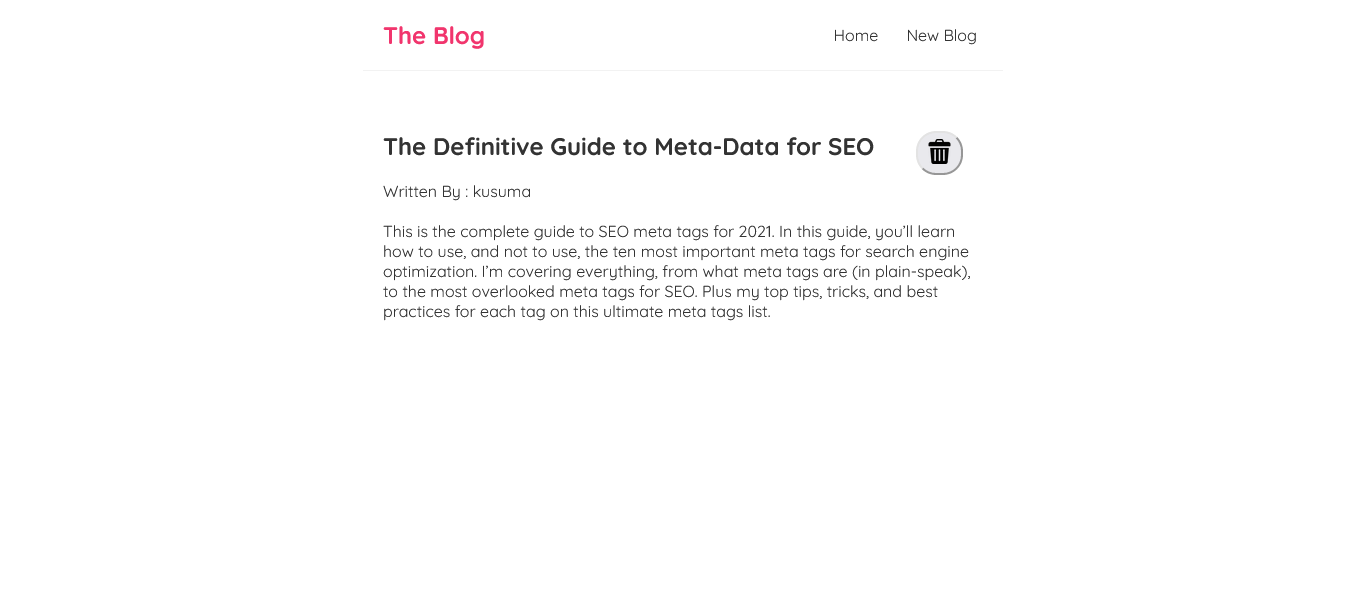 The Blog
Home
New Blog
The Definitive Guide to Meta-Data for SEO
Written By : kusuma
This is the complete guide to SEO meta tags for 2021. In this guide, you’ll learn
how to use, and not to use, the ten most important meta tags for search engine
optimization. I’m covering everything, from what meta tags are (in plain-speak),
to the most overlooked meta tags for SEO. Plus my top tips, tricks, and best
practices for each tag on this ultimate meta tags list.